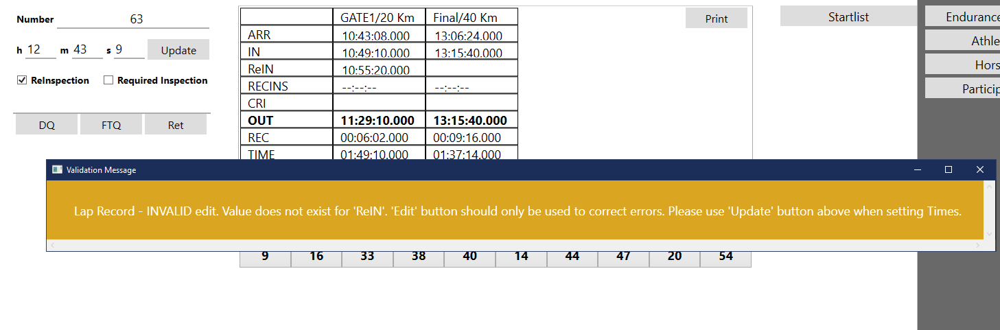 Number 63
h 12 m 43 s 9 Update
ReInspection Required Inspection
DQ FTQ Ret
GATE1/20 Km Final/40 Km
ARR 10:43:08.000 13:06:24.000
IN 10:49:10.000 13:15:40.000
ReIN 10:55:20.000
RECINS --:--:-- --:--:--
CRI
OUT 11:29:10.000 13:15:40.000
REC 00:06:02.000 00:09:16.000
TIME 01:49:10.000 01:37:14.000
Print
Startlist
Endurance
Athle
Hors
Particip
Validation Message
Lap Record - INVALID edit. Value does not exist for 'ReIN'. 'Edit' button should only be used to correct errors. Please use 'Update' button above when setting Times.
9 16 33 38 40 14 44 47 20 54